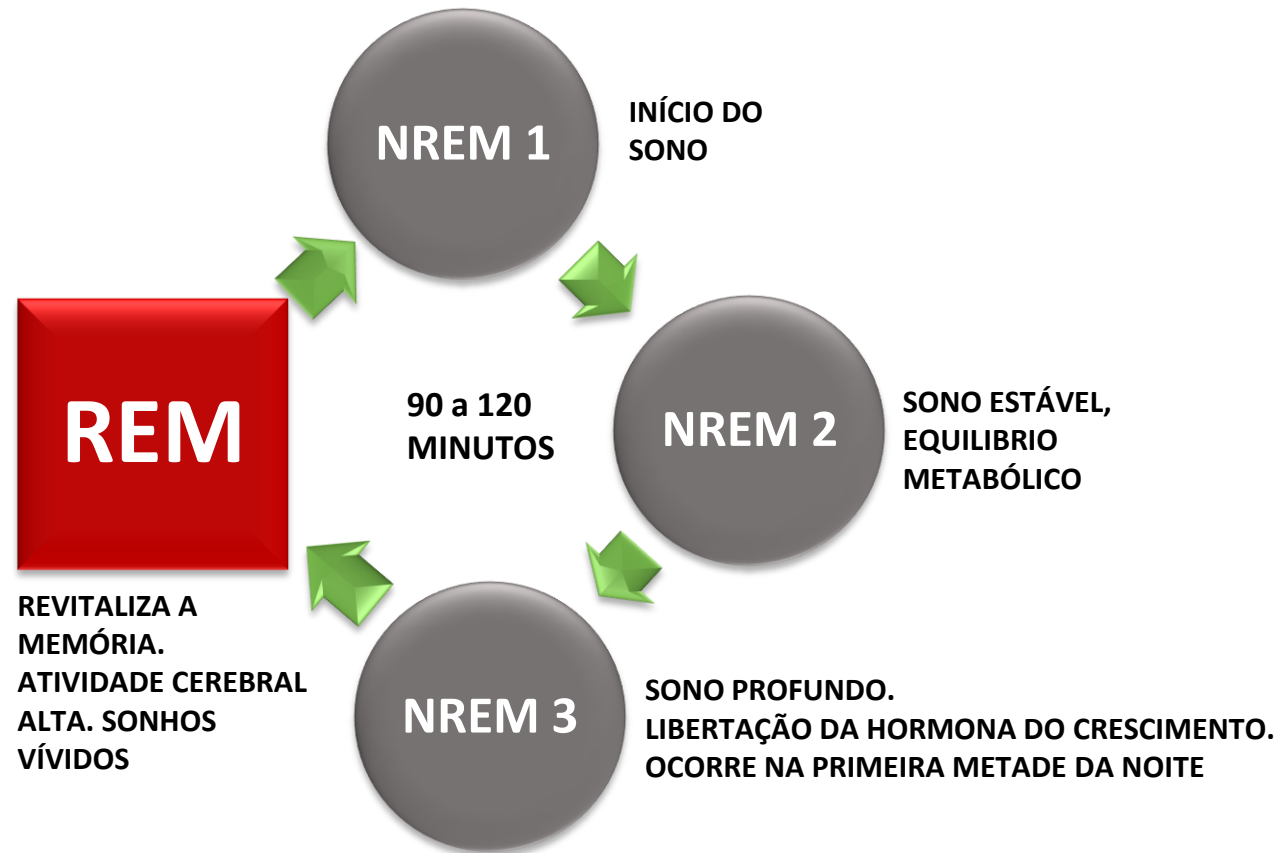 NREM 1
INÍCIO DO
SONO
NREM 2
SONO ESTÁVEL,
EQUILIBRIO
METABÓLICO
NREM 3
SONO PROFUNDO.
LIBERTAÇÃO DA HORMONA DO CRESCIMENTO.
OCORRE NA PRIMEIRA METADE DA NOITE
REM
REVITALIZA A
MEMÓRIA.
ATIVIDADE CEREBRAL
ALTA. SONHOS
VÍVIDOS
90 a 120
MINUTOS